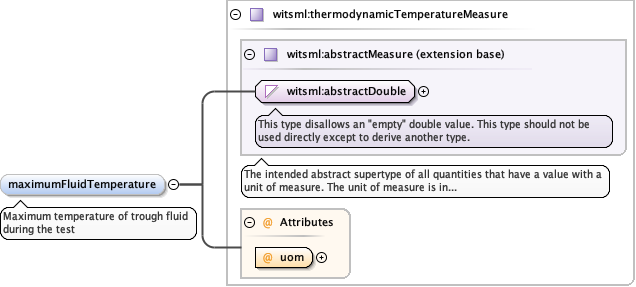 witsml:thermodynamicTemperatureMeasure
witsml:abstractMeasure (extension base)
witsml:abstractDouble
This type disallows an "empty" double value. This type should not be
used directly except to derive another type.
The intended abstract supertype of all quantities that have a value with a
unit of measure. The unit of measure is in...
maximumFluidTemperature
Maximum temperature of trough fluid
during the test
@ Attributes
@ uom